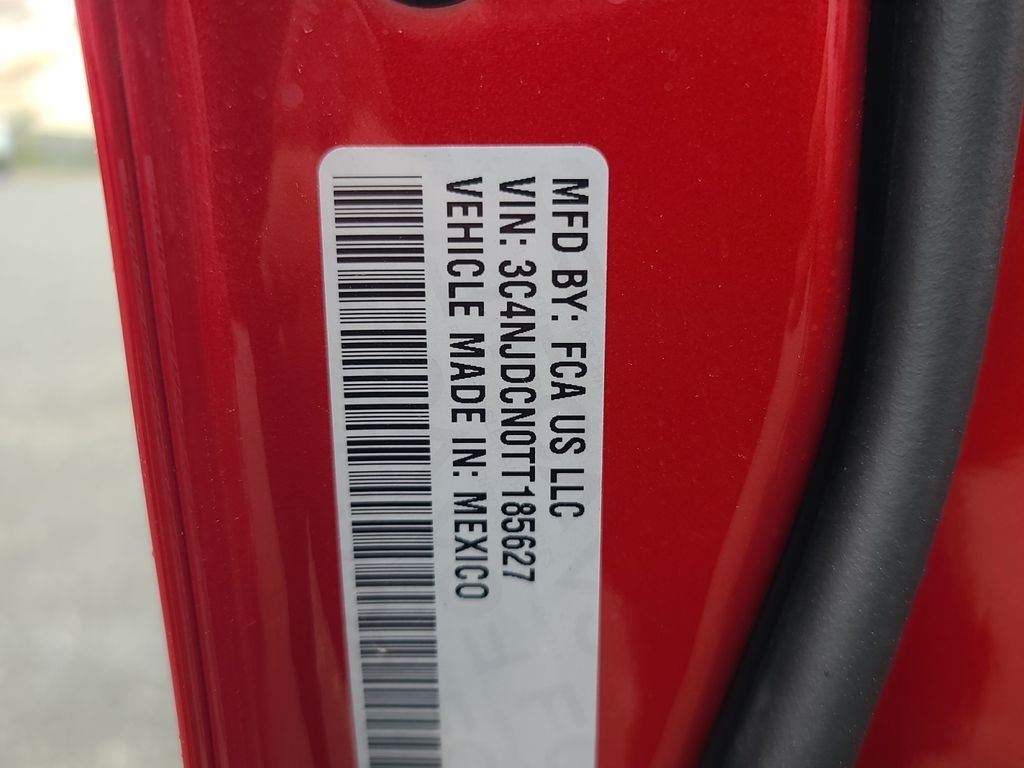 MFD BY: FCA US LLC
VIN: 3C4NJDCN0TT185627
VEHICLE MADE IN: MEXICO